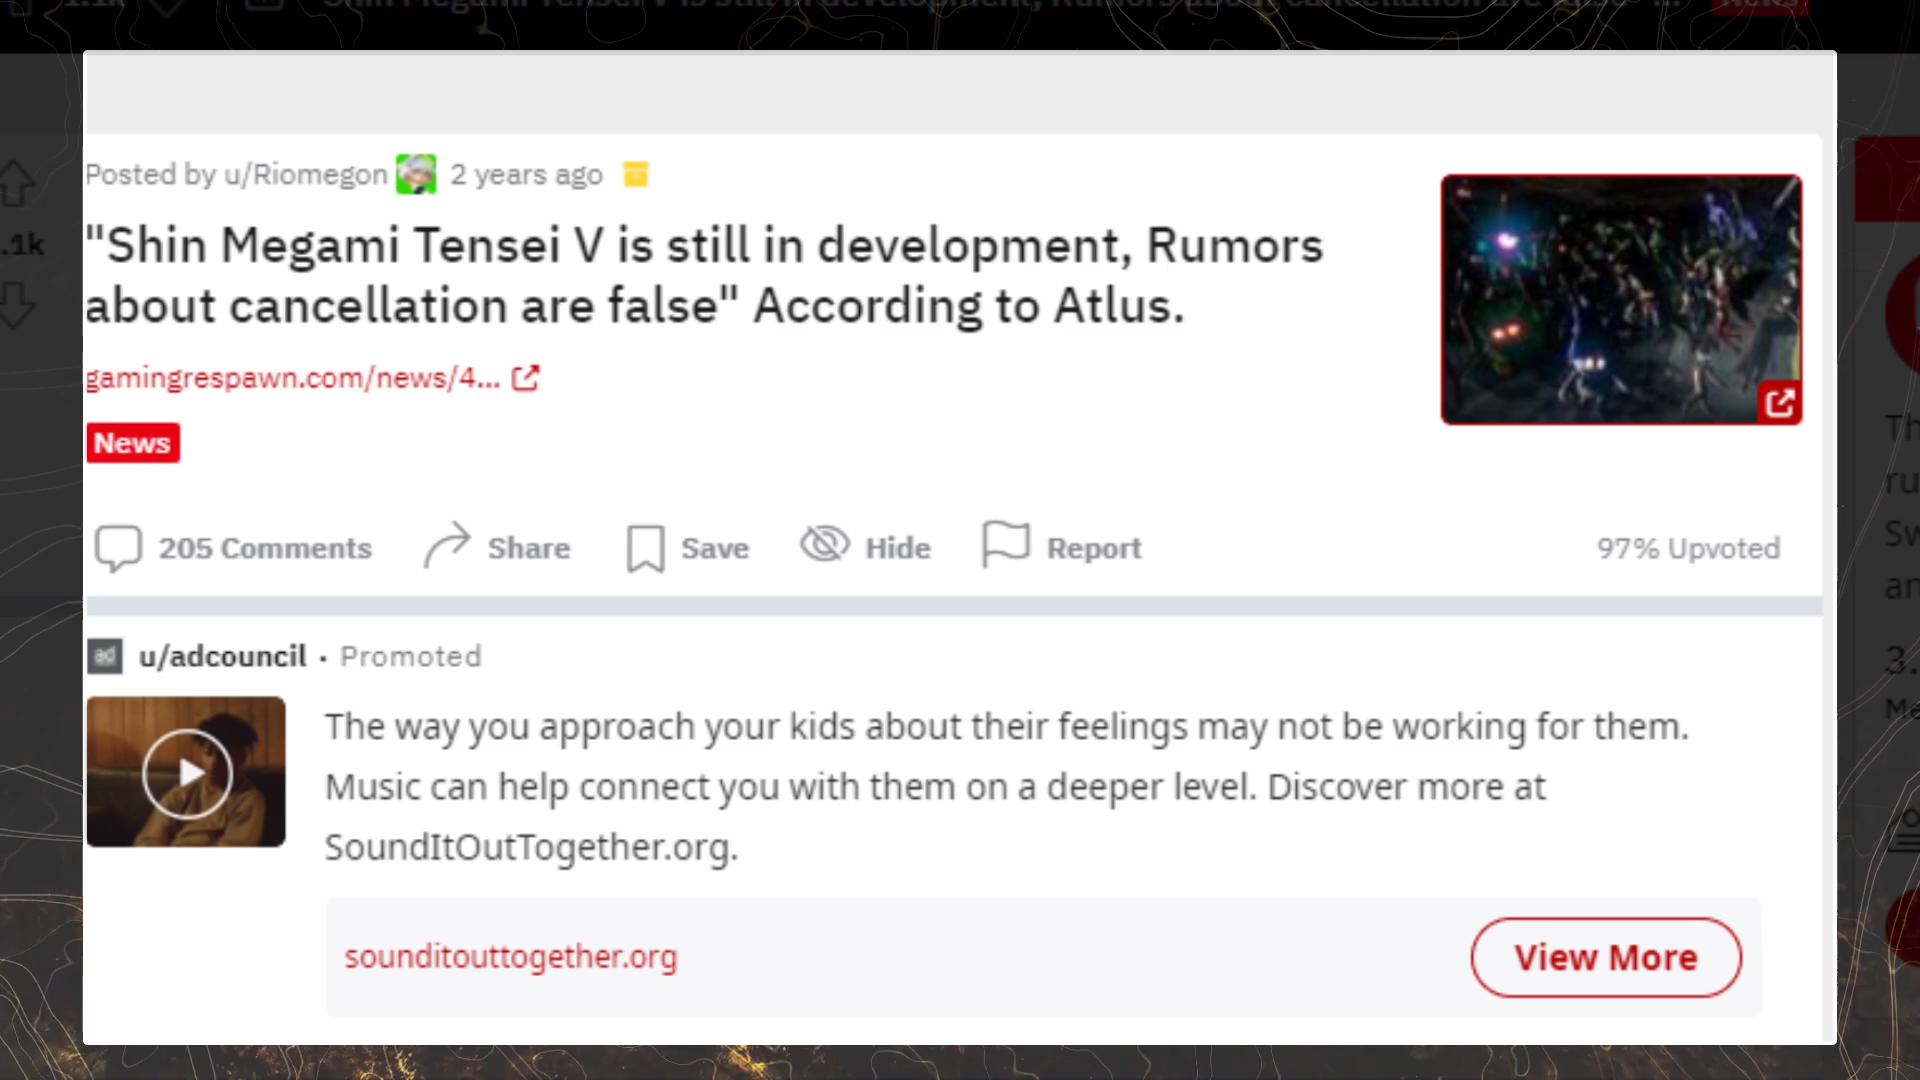 Posted by u/Riomegon 2 years ago
"Shin Megami Tensei V is still in development, Rumors
about cancellation are false" According to Atlus.
gamingrespawn.com/news/4...
News
.1k
205 Comments Share Save Hide Report 97% Upvoted
ad u/adcouncil · Promoted
The way you approach your kids about their feelings may not be working for them.
Music can help connect you with them on a deeper level. Discover more at
SoundItOutTogether.org.
sounditouttogether.org View More
3.